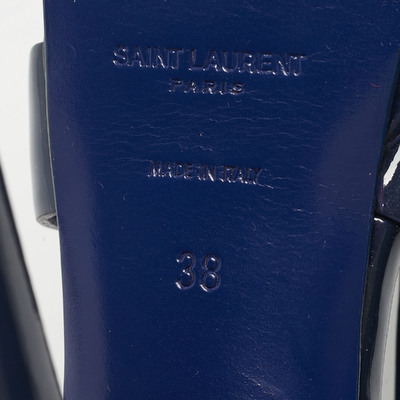 SAINT LAURENT
PARIS
MADE IN ITALY
38